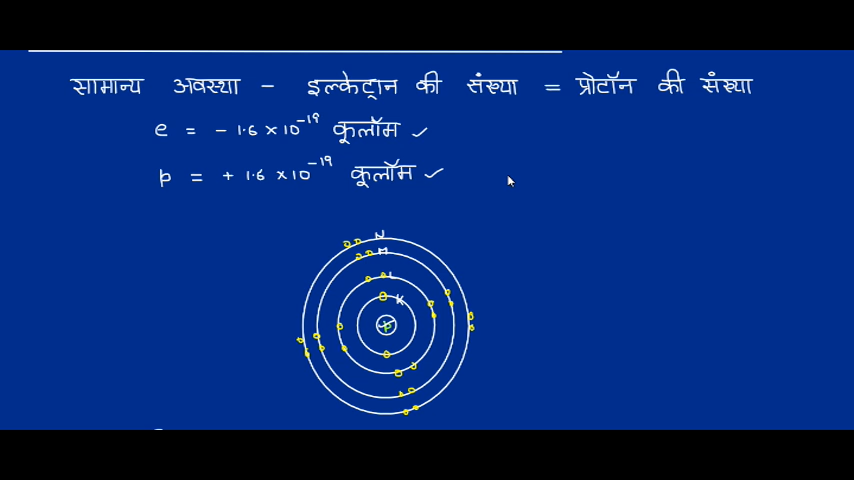 सामान्य अवस्था - इल्केट्रान की संख्या = प्रोटॉन की संख्या
e = - 1.6 × 10⁻¹⁹ कूलॉम ✓
p = + 1.6 × 10⁻¹⁹ कूलॉम ✓
N
M
L
K
p